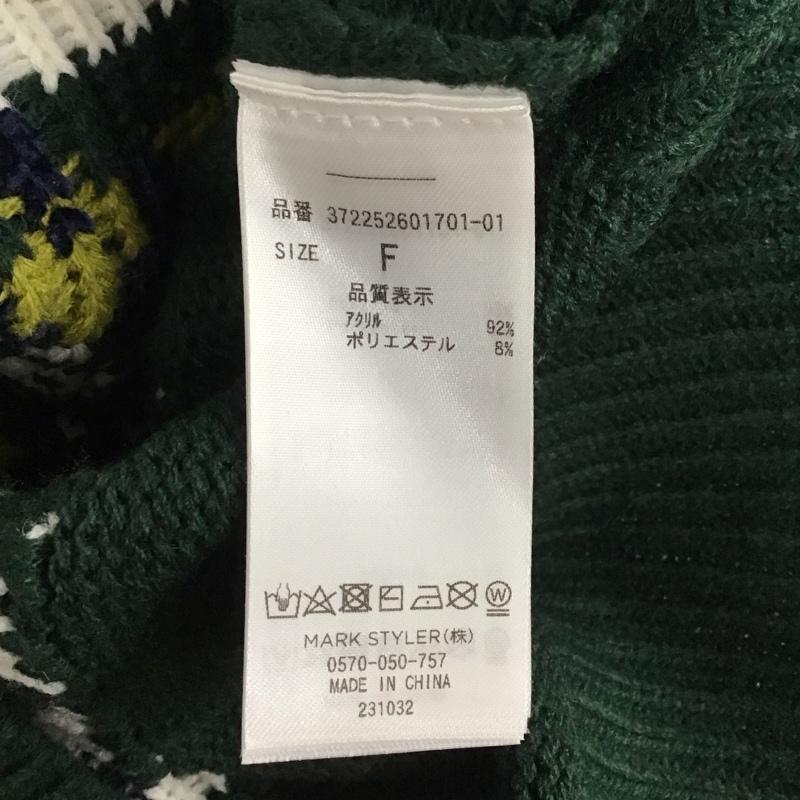 品番 372252601701-01
SIZE F
品質表示
アクリル 92%
ポリエステル 8%
W
MARK STYLER(株)
0570-050-757
MADE IN CHINA
231032